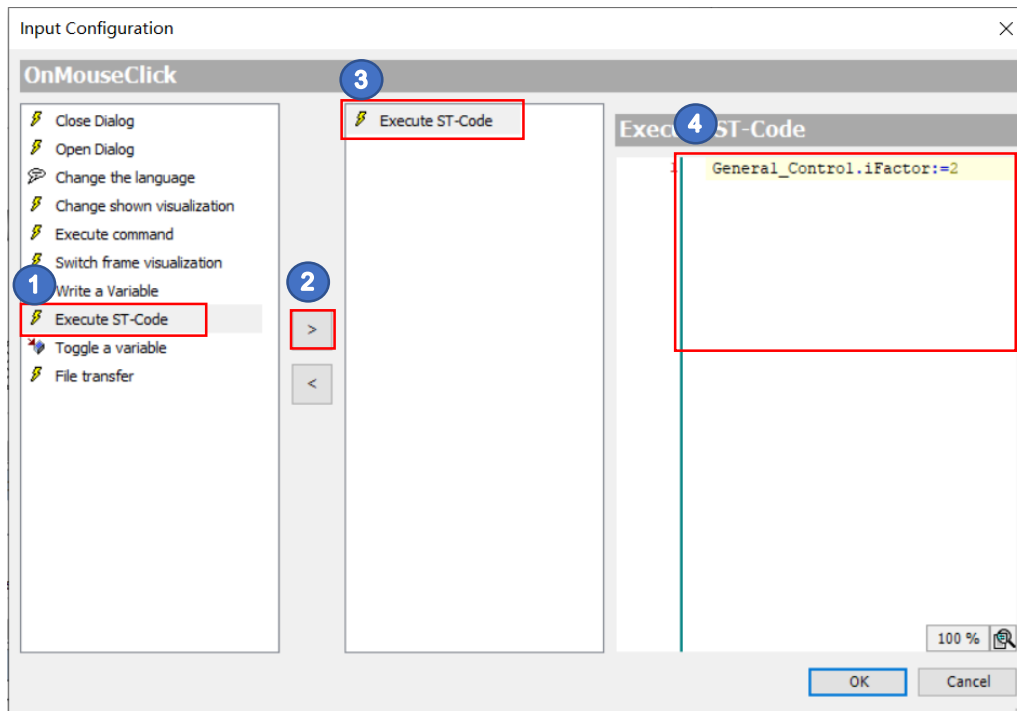 Input Configuration
OnMouseClick
3
Close Dialog
Open Dialog
Change the language
Change shown visualization
Execute command
Switch frame visualization
1
Write a Variable
Execute ST-Code
Toggle a variable
File transfer
2
>
<
Execute ST-Code
4
ST-Code
1
General_Control.iFactor:=2
100 %
OK
Cancel